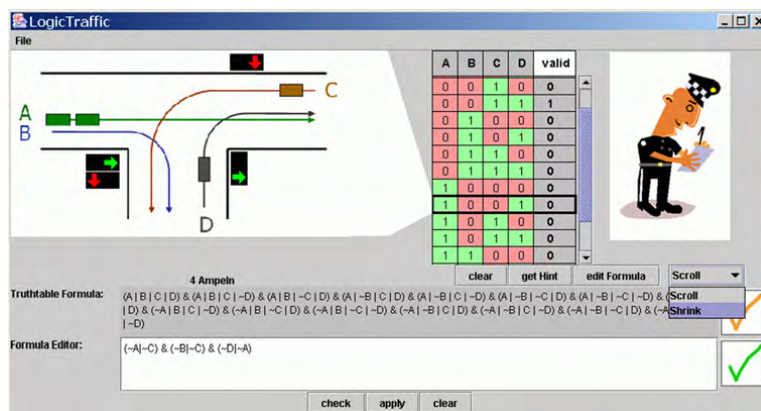 LogicTraffic
File
A B C D valid
0 0 1 0 0
0 0 1 1 1
0 1 0 0 0
0 1 0 1 0
0 1 1 0 0
0 1 1 1 0
1 0 0 0 0
1 0 0 1 0
1 0 1 0 0
1 0 1 1 0
1 1 0 0 0
C
A
B
D
4 Ampeln
clear get Hint edit Formula Scroll
Scroll
Shrink
Truthtable Formula:
(A | B | C | D) & (A | B | C | ~D) & (A | B | ~C | D) & (A | ~B | C | D) & (A | ~B | C | ~D) & (A | ~B | ~C | D) & (A | ~B | ~C | ~D) & (
| D) & (~A | B | C | ~D) & (~A | B | ~C | D) & (~A | B | ~C | ~D) & (~A | ~B | C | D) & (~A | ~B | C | ~D) & (~A | ~B | ~C | D) & (~A
| ~D)
Formula Editor:
(~A|~C) & (~B|~C) & (~D|~A)
check apply clear